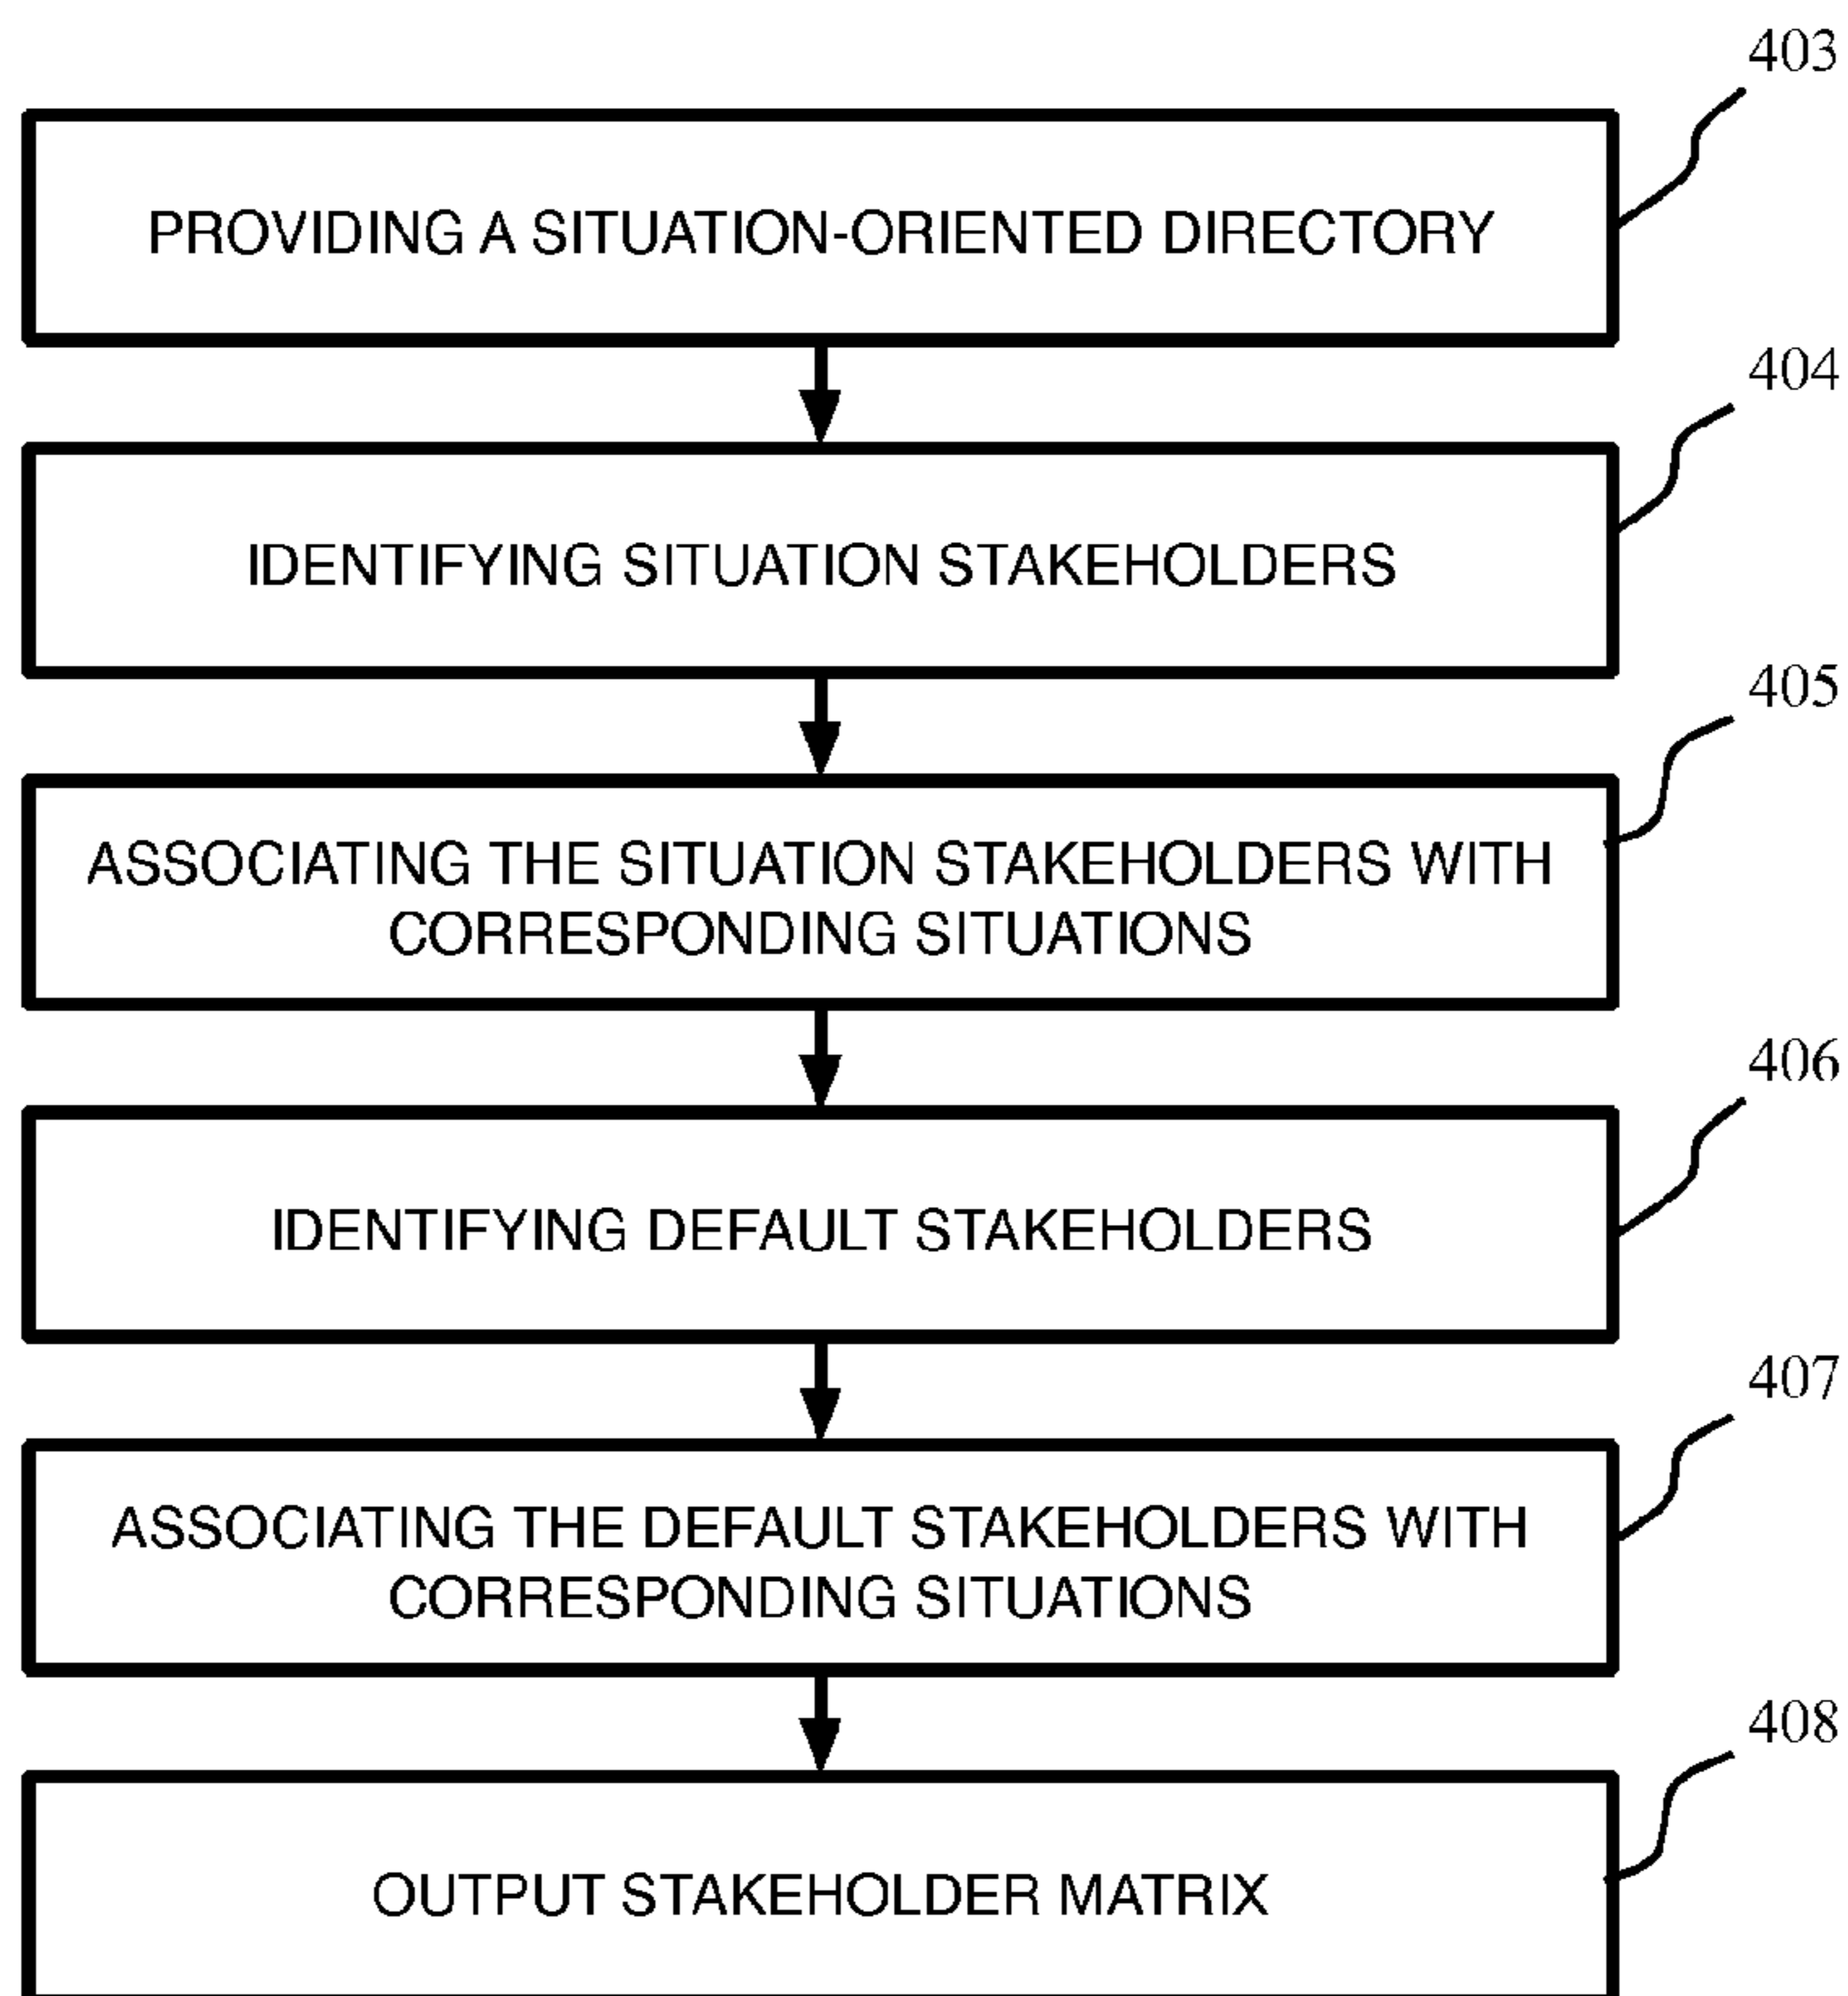 403
PROVIDING A SITUATION-ORIENTED DIRECTORY
404
IDENTIFYING SITUATION STAKEHOLDERS
405
ASSOCIATING THE SITUATION STAKEHOLDERS WITH
CORRESPONDING SITUATIONS
406
IDENTIFYING DEFAULT STAKEHOLDERS
407
ASSOCIATING THE DEFAULT STAKEHOLDERS WITH
CORRESPONDING SITUATIONS
408
OUTPUT STAKEHOLDER MATRIX